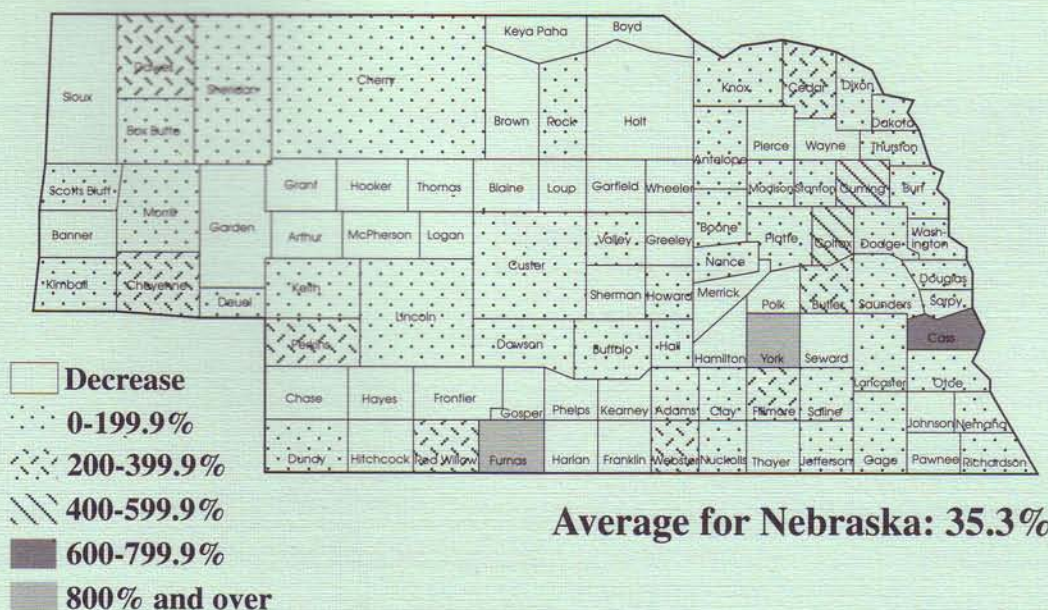 Keya Paha
Boyd
Sioux
Dawes
Sheridan
Cherry
Knox
Cedar
Dixon
Dakota
Box Butte
Brown
Rock
Holt
Antelope
Pierce
Wayne
Thurston
Scotts Bluff
Morrill
Garden
Grant
Hooker
Thomas
Blaine
Loup
Garfield
Wheeler
Madison
Stanton
Cuming
Burt
Banner
Arthur
McPherson
Logan
Custer
Valley
Greeley
Boone
Platte
Colfax
Dodge
Wash-
ington
Nance
Kimball
Cheyenne
Deuel
Keith
Lincoln
Sherman
Howard
Merrick
Polk
Butler
Saunders
Douglas
Sarpy
Perkins
Dawson
Buffalo
Hall
Hamilton
York
Seward
Cass
Lancaster
Otoe
Chase
Hayes
Frontier
Gosper
Phelps
Kearney
Adams
Clay
Fillmore
Saline
Johnson
Nemaha
Dundy
Hitchcock
Red Willow
Furnas
Harlan
Franklin
Webster
Nuckolls
Thayer
Jefferson
Gage
Pawnee
Richardson
Decrease
0-199.9%
200-399.9%
400-599.9%
600-799.9%
800% and over
Average for Nebraska: 35.3%